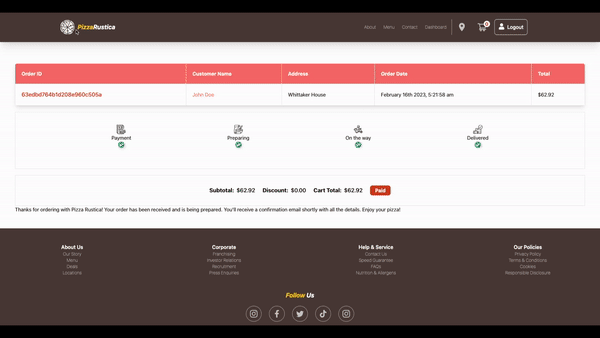 PizzaRustica
About Menu Contact Dashboard 0 Logout
Order ID Customer Name Address Order Date Total
63edbd764b1d208e960c505a John Doe Whittaker House February 16th 2023, 5:21:58 am $62.92
Payment Preparing On the way Delivered
Subtotal: $62.92 Discount: $0.00 Cart Total: $62.92 Paid
Thanks for ordering with Pizza Rustica! Your order has been received and is being prepared. You'll receive a confirmation email shortly with all the details. Enjoy your pizza!
About Us Corporate Help & Service Our Policies
Our Story Franchising Contact Us Privacy Policy
Menu Investor Relations Speed Guarantee Terms & Conditions
Deals Recruitment FAQs Cookies
Locations Press Enquiries Nutrition & Allergens Responsible Disclosure
Follow Us